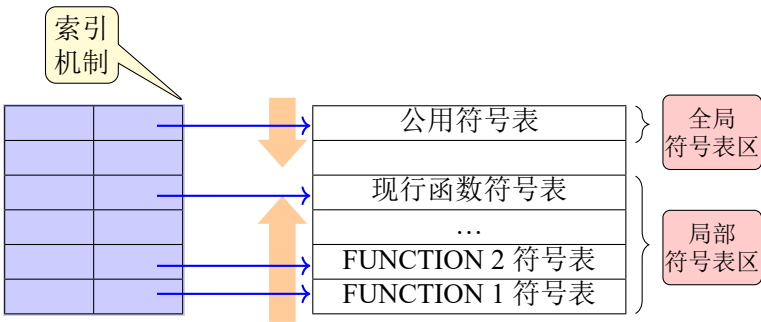 索引
机制
公用符号表
全局
符号表区
现行函数符号表
…
局部
符号表区
FUNCTION 2 符号表
FUNCTION 1 符号表